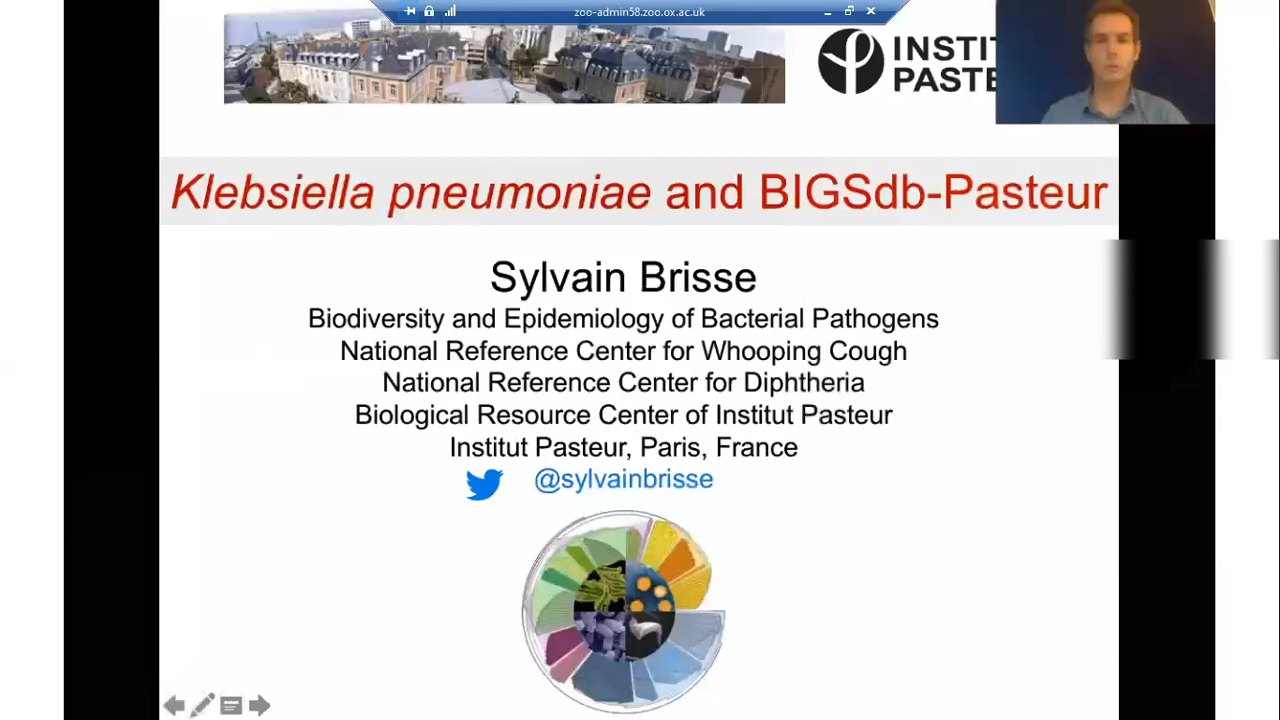 zoo-admin58.zoo.ox.ac.uk
INSTI
PASTE
Klebsiella pneumoniae and BIGSdb-Pasteur
Sylvain Brisse
Biodiversity and Epidemiology of Bacterial Pathogens
National Reference Center for Whooping Cough
National Reference Center for Diphtheria
Biological Resource Center of Institut Pasteur
Institut Pasteur, Paris, France
@sylvainbrisse